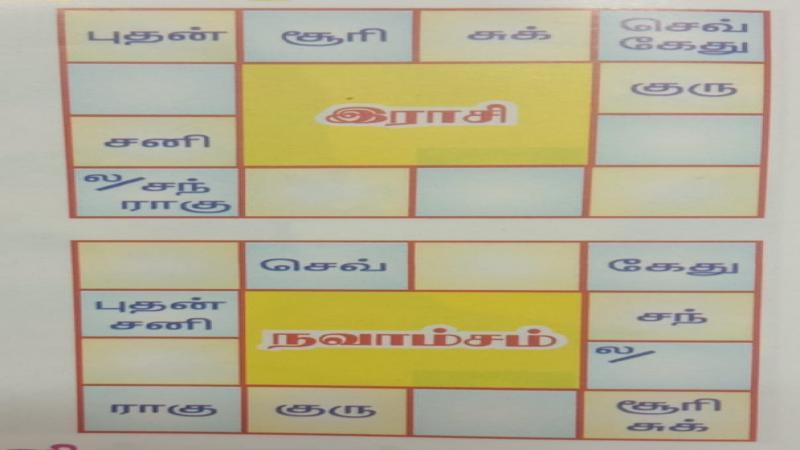 புதன் சூரி சுக் செவ்
கேது
குரு
இராசி
சனி
ல/ சந்
ராகு
செவ் கேது
புதன்
சனி
சந்
நவாம்சம்
ல/
ராகு குரு சூரி
சுக்